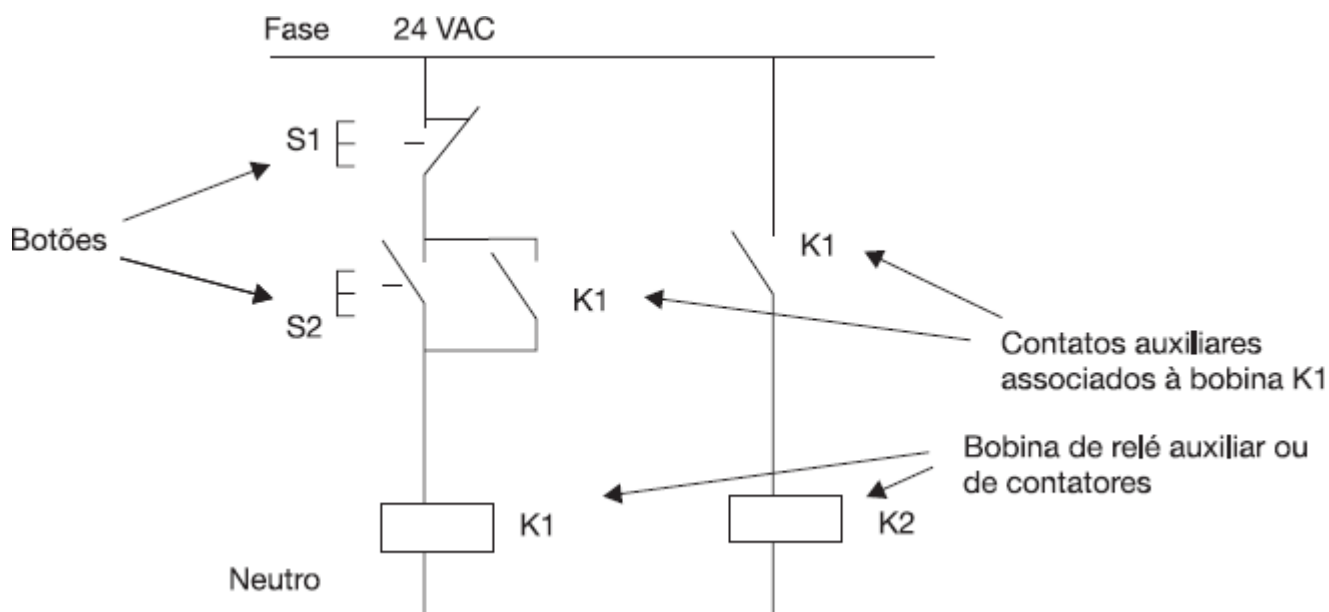 Fase 24 VAC
S1
Botões
S2
K1
K1
Contatos auxiliares
associados à bobina K1
Bobina de relé auxiliar ou
de contatores
K1
K2
Neutro